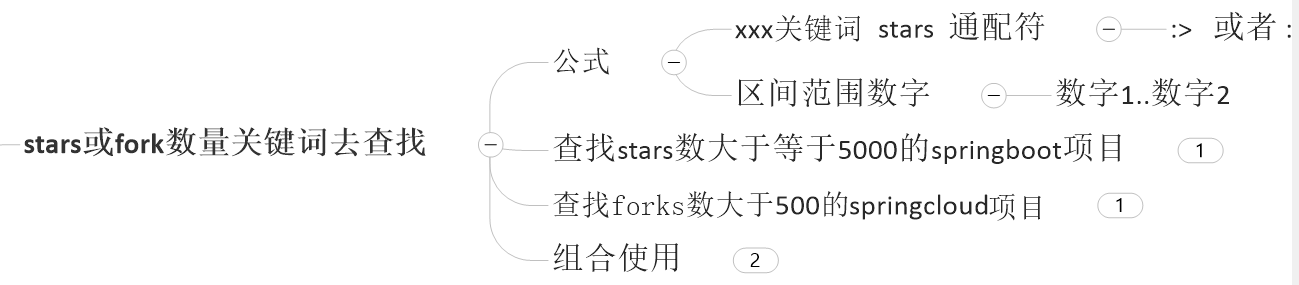 stars或fork数量关键词去查找
公式
xxx关键词 stars 通配符
:> 或者 :
区间范围数字
数字1..数字2
查找stars数大于等于5000的springboot项目
1
查找forks数大于500的springcloud项目
1
组合使用
2